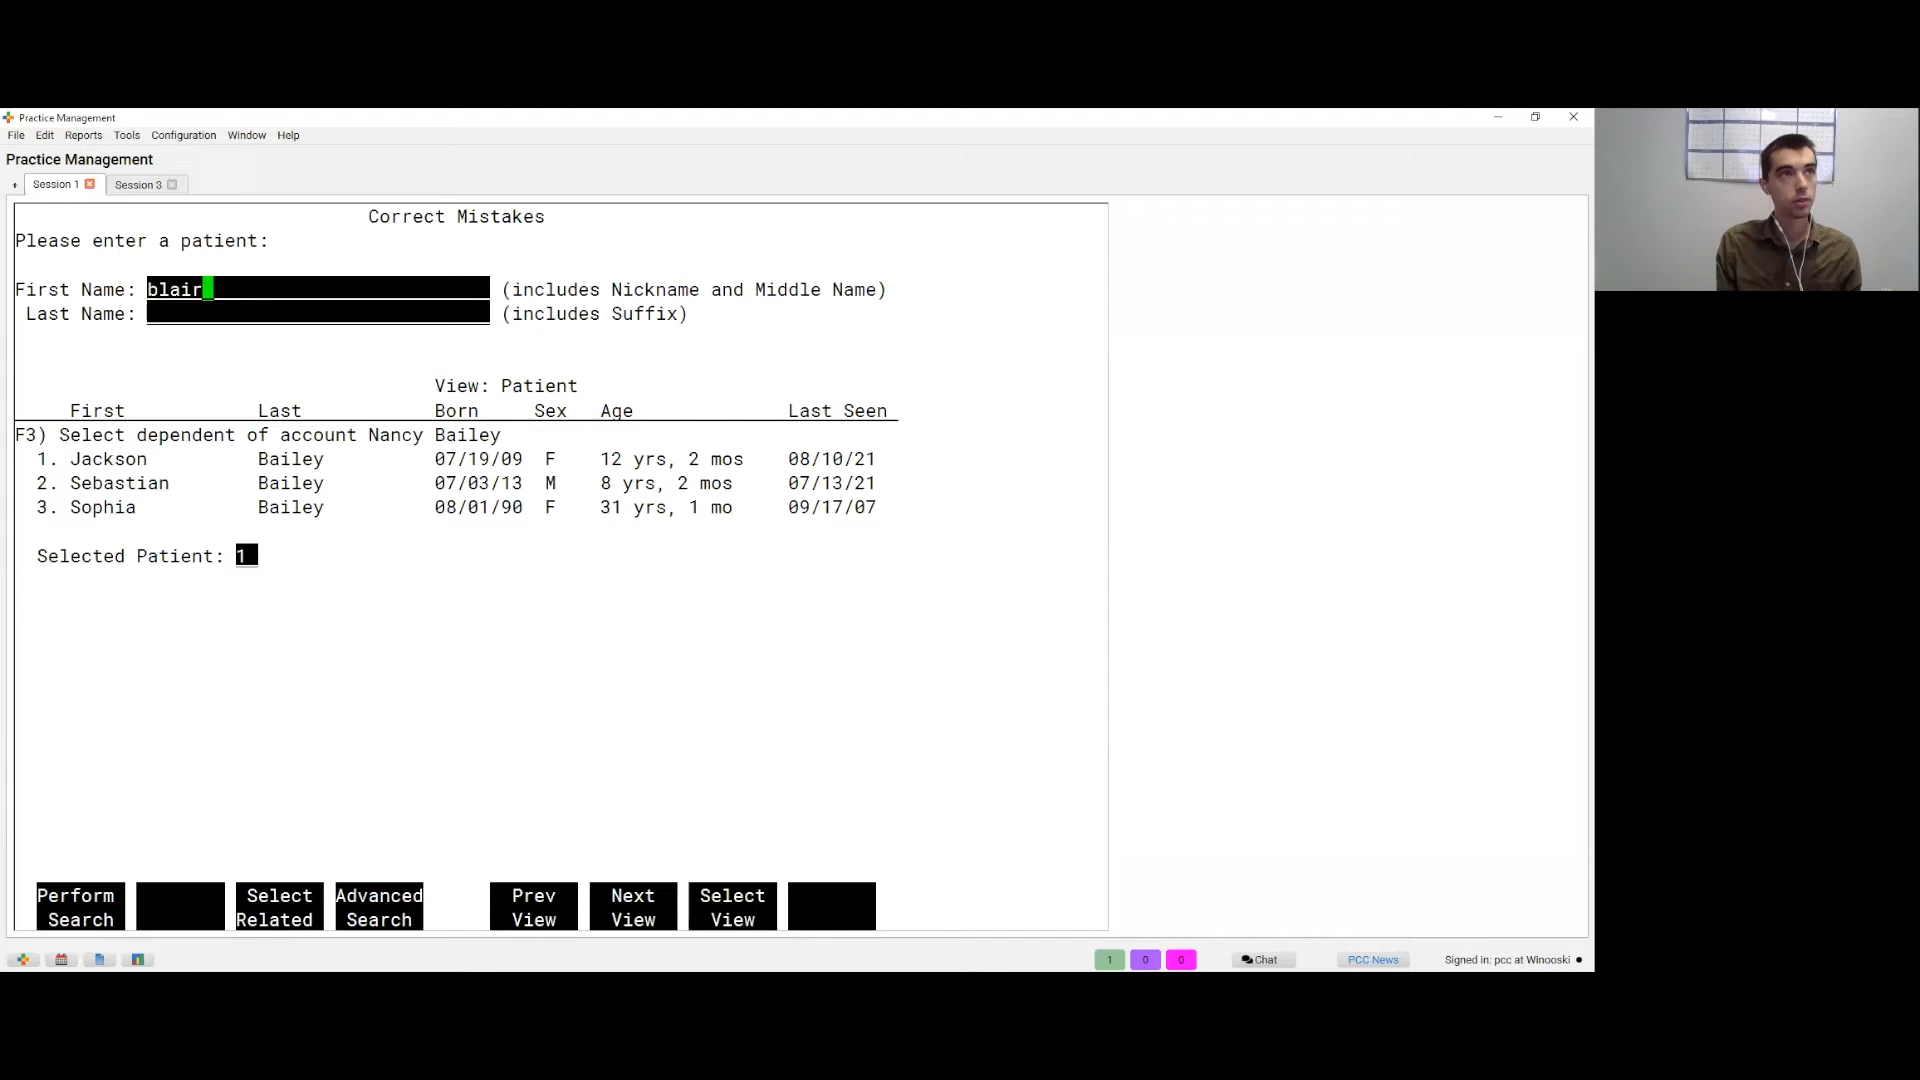 Practice Management
File Edit Reports Tools Configuration Window Help
Practice Management
+ Session 1 Session 3
Correct Mistakes
Please enter a patient:
First Name: blair (includes Nickname and Middle Name)
Last Name: (includes Suffix)
View: Patient
First Last Born Sex Age Last Seen
F3) Select dependent of account Nancy Bailey
1. Jackson Bailey 07/19/09 F 12 yrs, 2 mos 08/10/21
2. Sebastian Bailey 07/03/13 M 8 yrs, 2 mos 07/13/21
3. Sophia Bailey 08/01/90 F 31 yrs, 1 mo 09/17/07
Selected Patient: 1
Perform Search
Select Related
Advanced Search
Prev View
Next View
Select View
1 0 0 Chat PCC News Signed in: pcc at Winooski